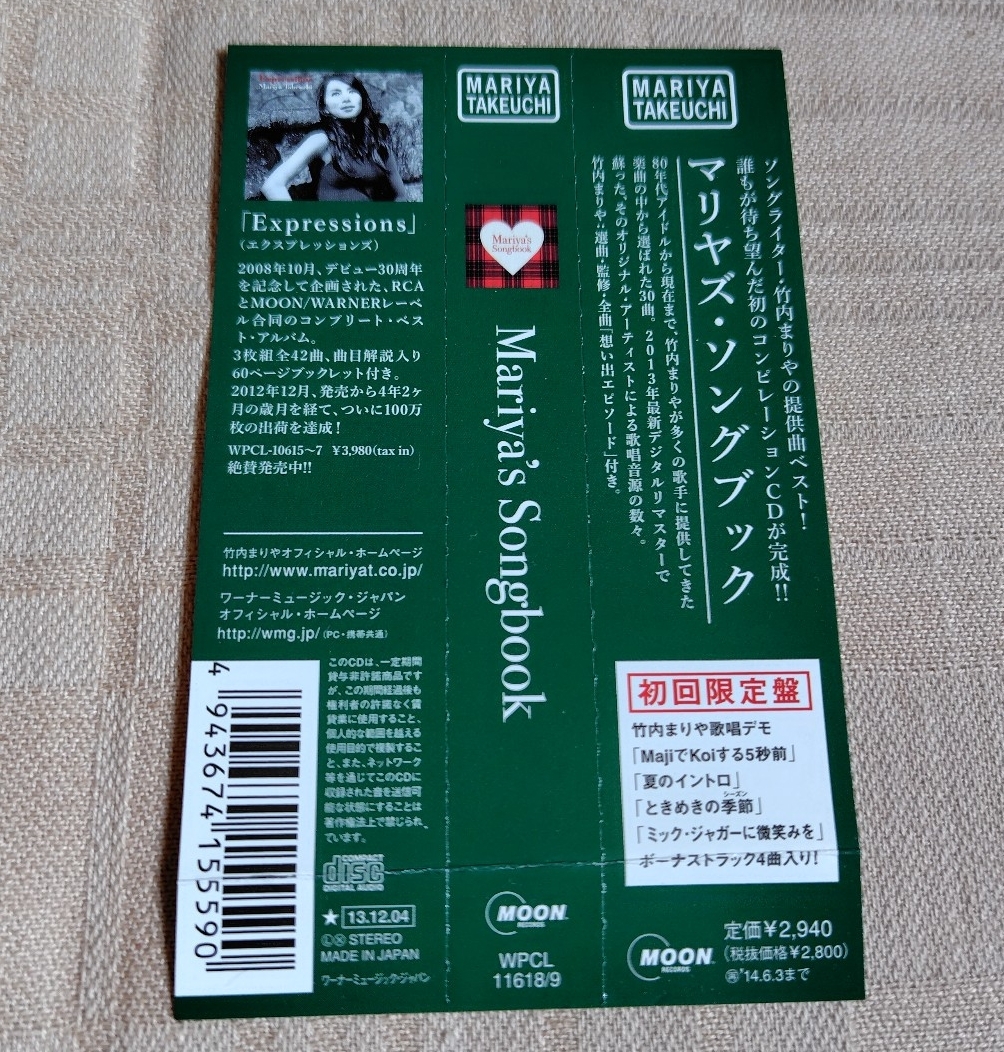 Expressions
Mariya Takeuchi
「Expressions」
(エクスプレッションズ)
2008年10月、デビュー30周年
を記念して企画された、RCA
とMOON/WARNERレーベ
ル合同のコンプリート・ベス
ト・アルバム。
3枚組全42曲、曲目解説入り
60ページブックレット付き。
2012年12月、発売から4年2ヶ
月の歳月を経て、ついに100万
枚の出荷を達成!
WPCL-10615〜7 ¥3,980(tax in)
絶賛発売中!!
竹内まりやオフィシャル・ホームページ
http://www.mariyat.co.jp/
ワーナーミュージック・ジャパン
オフィシャル・ホームページ
http://wmg.jp/(PC・携帯共通)
このCDは、一定期間
貸与非許諾商品です
が、この期間経過後も
権利者の許諾なく賃
貸業に使用すること、
個人的な範囲を越える
使用目的で複製するこ
と、また、ネットワーク
等を通じてこのCDに
収録された音を送信可
能な状態にすることは
著作権法上で禁じられ
ています。
4 943674 155590
COMPACT
disc
DIGITAL AUDIO
★ 13.12.04
STEREO
MADE IN JAPAN
ワーナーミュージック・ジャパン
MARIYA
TAKEUCHI
Mariya's
Songbook
Mariya's Songbook
MOON
RECORDS
WPCL
11618/9
MARIYA
TAKEUCHI
ソングライター・竹内まりやの提供曲ベスト!
誰もが待ち望んだ初のコンピレーションCDが完成!!
マリヤズ・ソングブック
80年代アイドルから現在まで、竹内まりやが多くの歌手に提供してきた
楽曲の中から選ばれた30曲。2013年最新デジタルリマスターで
蘇った、そのオリジナル・アーティストによる歌唱音源の数々。
竹内まりや:選曲・監修・全曲「想い出エピソード」付き。
初回限定盤
竹内まりや歌唱デモ
「MajiでKoiする5秒前」
「夏のイントロ」
「ときめきの季節」
シーズン
「ミック・ジャガーに微笑みを」
ボーナストラック4曲入り!
MOON
RECORDS
定価¥2,940
(税抜価格¥2,800)
'14.6.3まで